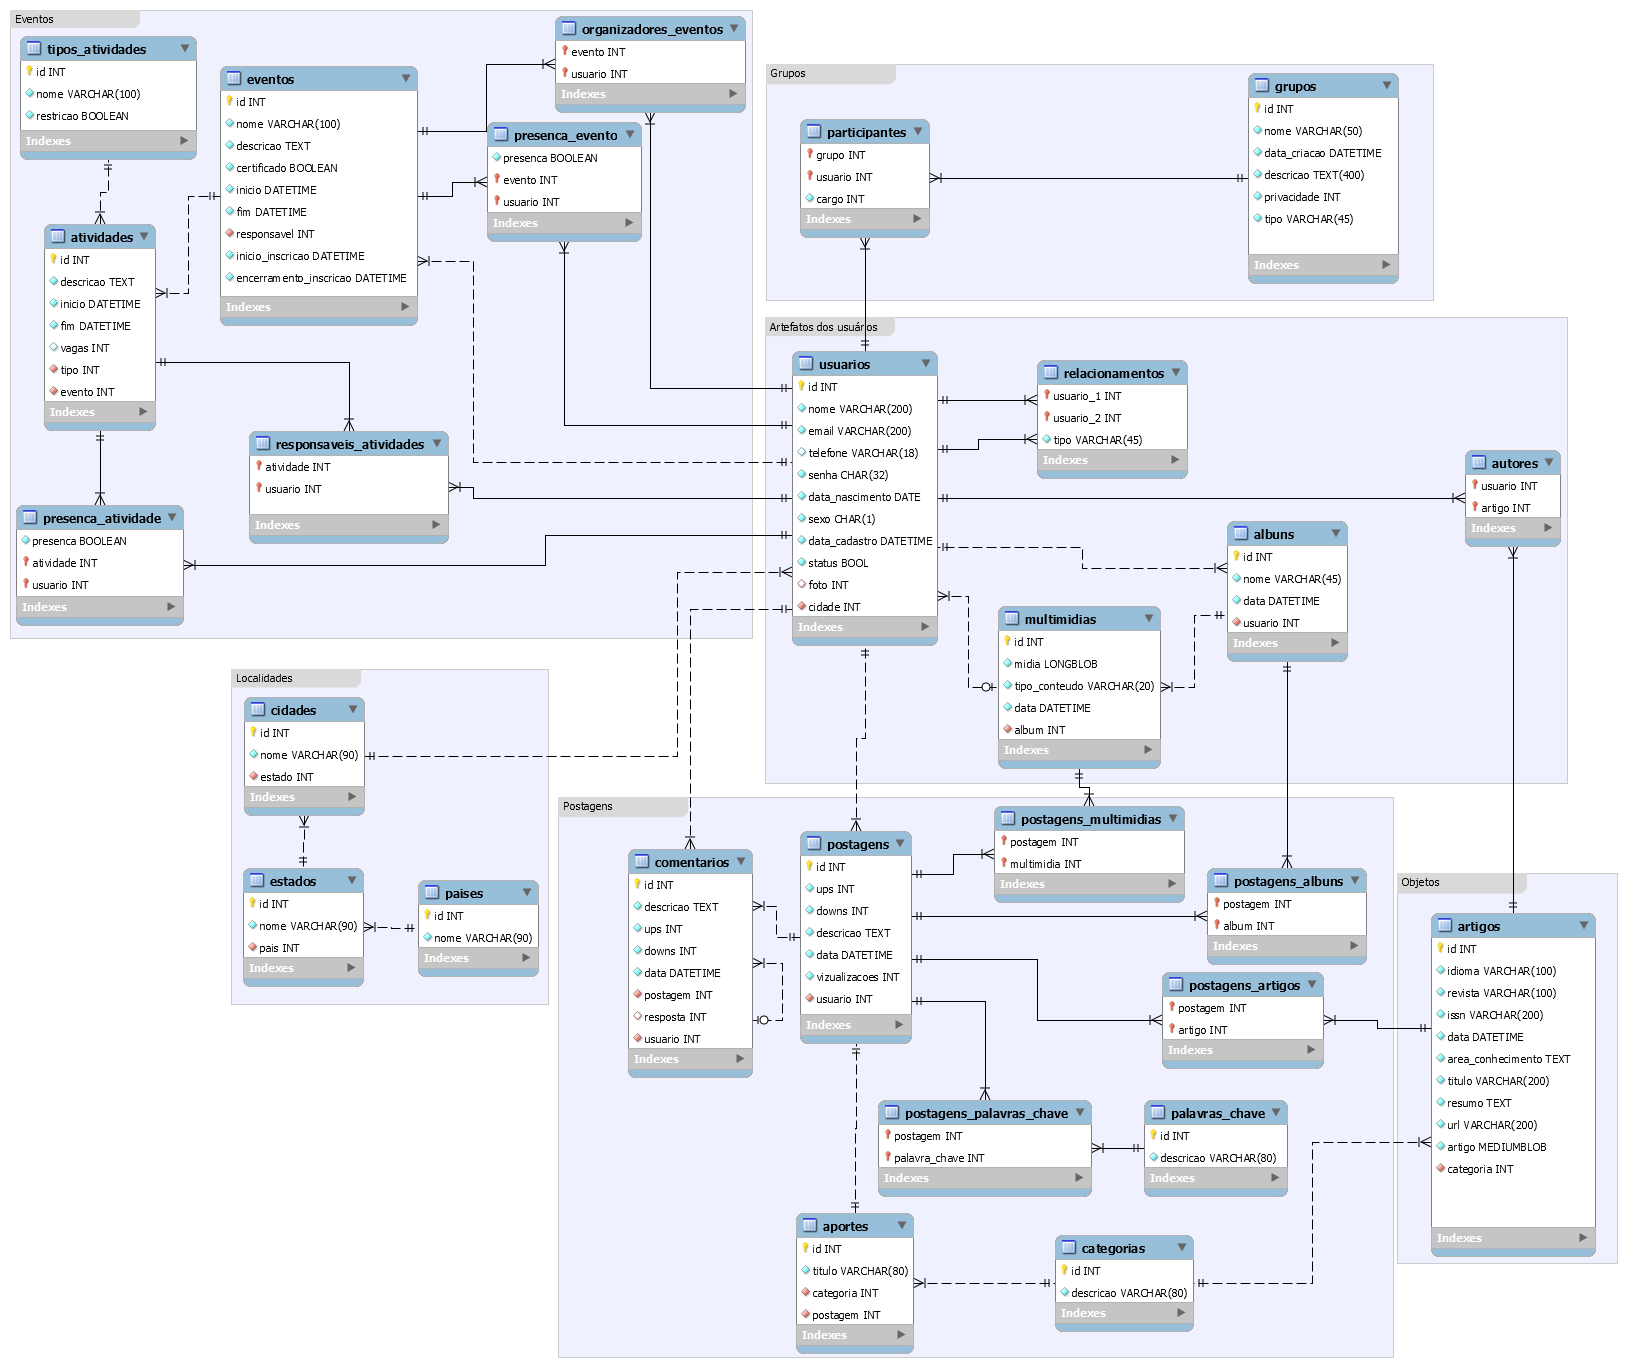 Eventos
tipos_atividades
id INT
nome VARCHAR(100)
restricao BOOLEAN
Indexes
eventos
id INT
nome VARCHAR(100)
descricao TEXT
certificado BOOLEAN
inicio DATETIME
fim DATETIME
responsavel INT
inicio_inscricao DATETIME
encerramento_inscricao DATETIME
Indexes
organizadores_eventos
evento INT
usuario INT
Indexes
presenca_evento
presenca BOOLEAN
evento INT
usuario INT
Indexes
atividades
id INT
descricao TEXT
inicio DATETIME
fim DATETIME
vagas INT
tipo INT
evento INT
Indexes
responsaveis_atividades
atividade INT
usuario INT
Indexes
presenca_atividade
presenca BOOLEAN
atividade INT
usuario INT
Indexes
Grupos
participantes
grupo INT
usuario INT
cargo INT
Indexes
grupos
id INT
nome VARCHAR(50)
data_criacao DATETIME
descricao TEXT(400)
privacidade INT
tipo VARCHAR(45)
Indexes
Artefatos dos usuários
usuarios
id INT
nome VARCHAR(200)
email VARCHAR(200)
telefone VARCHAR(18)
senha CHAR(32)
data_nascimento DATE
sexo CHAR(1)
data_cadastro DATETIME
status BOOL
foto INT
cidade INT
Indexes
relacionamentos
usuario_1 INT
usuario_2 INT
tipo VARCHAR(45)
Indexes
autores
usuario INT
artigo INT
Indexes
albuns
id INT
nome VARCHAR(45)
data DATETIME
usuario INT
Indexes
multimidias
id INT
midia LONGBLOB
tipo_conteudo VARCHAR(20)
data DATETIME
album INT
Indexes
Localidades
cidades
id INT
nome VARCHAR(90)
estado INT
Indexes
estados
id INT
nome VARCHAR(90)
pais INT
Indexes
paises
id INT
nome VARCHAR(90)
Indexes
Postagens
comentarios
id INT
descricao TEXT
ups INT
downs INT
data DATETIME
postagem INT
resposta INT
usuario INT
Indexes
postagens
id INT
ups INT
downs INT
descricao TEXT
data DATETIME
vizualizacoes INT
usuario INT
Indexes
postagens_multimidias
postagem INT
multimidia INT
Indexes
postagens_albuns
postagem INT
album INT
Indexes
postagens_artigos
postagem INT
artigo INT
Indexes
postagens_palavras_chave
postagem INT
palavra_chave INT
Indexes
palavras_chave
id INT
descricao VARCHAR(80)
Indexes
aportes
id INT
titulo VARCHAR(80)
categoria INT
postagem INT
Indexes
categorias
id INT
descricao VARCHAR(80)
Indexes
Objetos
artigos
id INT
idioma VARCHAR(100)
revista VARCHAR(100)
issn VARCHAR(200)
data DATETIME
area_conhecimento TEXT
titulo VARCHAR(200)
resumo TEXT
url VARCHAR(200)
artigo MEDIUMBLOB
categoria INT
Indexes